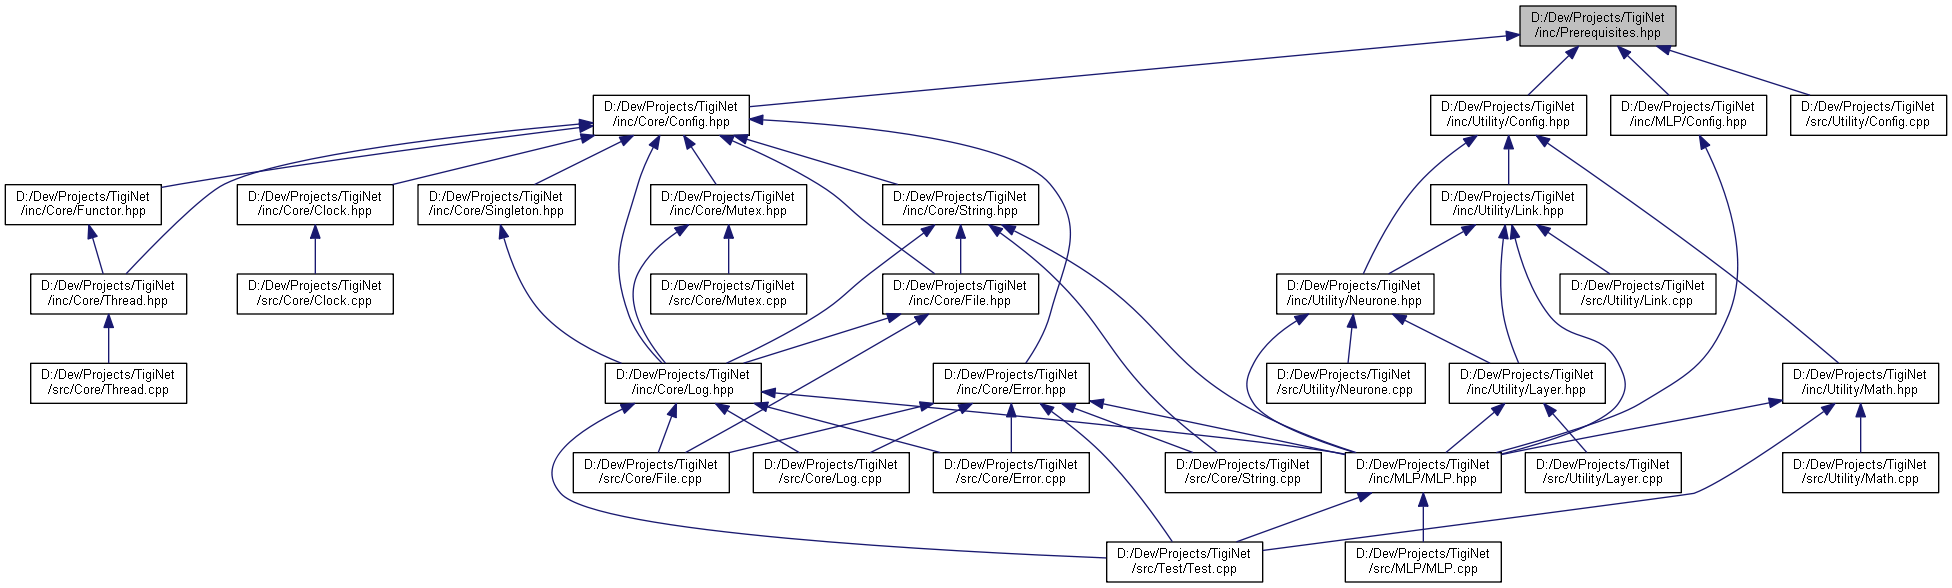 D:/Dev/Projects/TigiNet
/inc/Prerequisites.hpp
D:/Dev/Projects/TigiNet
/inc/Core/Config.hpp
D:/Dev/Projects/TigiNet
/inc/Utility/Config.hpp
D:/Dev/Projects/TigiNet
/inc/MLP/Config.hpp
D:/Dev/Projects/TigiNet
/src/Utility/Config.cpp
D:/Dev/Projects/TigiNet
/inc/Core/Functor.hpp
D:/Dev/Projects/TigiNet
/inc/Core/Clock.hpp
D:/Dev/Projects/TigiNet
/inc/Core/Singleton.hpp
D:/Dev/Projects/TigiNet
/inc/Core/Mutex.hpp
D:/Dev/Projects/TigiNet
/inc/Core/String.hpp
D:/Dev/Projects/TigiNet
/inc/Utility/Link.hpp
D:/Dev/Projects/TigiNet
/inc/Core/Thread.hpp
D:/Dev/Projects/TigiNet
/src/Core/Clock.cpp
D:/Dev/Projects/TigiNet
/src/Core/Mutex.cpp
D:/Dev/Projects/TigiNet
/inc/Core/File.hpp
D:/Dev/Projects/TigiNet
/inc/Utility/Neurone.hpp
D:/Dev/Projects/TigiNet
/src/Utility/Link.cpp
D:/Dev/Projects/TigiNet
/src/Core/Thread.cpp
D:/Dev/Projects/TigiNet
/inc/Core/Log.hpp
D:/Dev/Projects/TigiNet
/inc/Core/Error.hpp
D:/Dev/Projects/TigiNet
/src/Utility/Neurone.cpp
D:/Dev/Projects/TigiNet
/inc/Utility/Layer.hpp
D:/Dev/Projects/TigiNet
/inc/Utility/Math.hpp
D:/Dev/Projects/TigiNet
/src/Core/File.cpp
D:/Dev/Projects/TigiNet
/src/Core/Log.cpp
D:/Dev/Projects/TigiNet
/src/Core/Error.cpp
D:/Dev/Projects/TigiNet
/src/Core/String.cpp
D:/Dev/Projects/TigiNet
/inc/MLP/MLP.hpp
D:/Dev/Projects/TigiNet
/src/Utility/Layer.cpp
D:/Dev/Projects/TigiNet
/src/Utility/Math.cpp
D:/Dev/Projects/TigiNet
/src/Test/Test.cpp
D:/Dev/Projects/TigiNet
/src/MLP/MLP.cpp